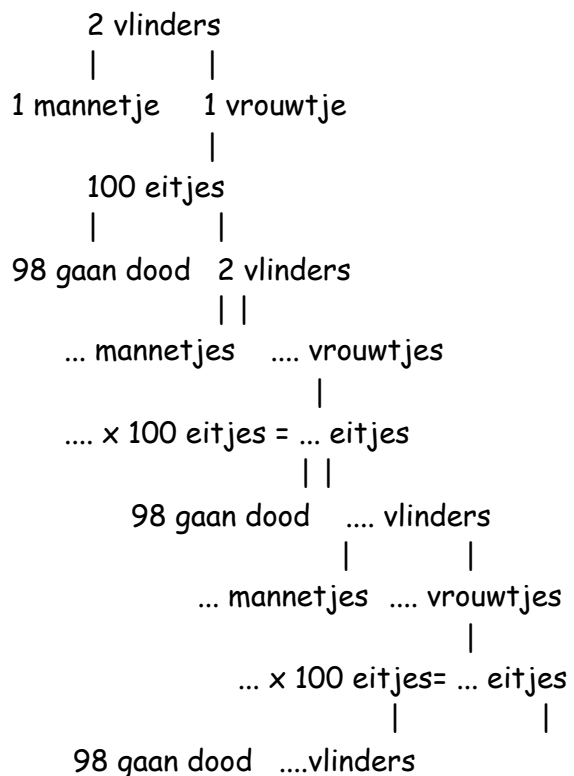 2 vlinders
| |
1 mannetje 1 vrouwtje
|
100 eitjes
| |
98 gaan dood 2 vlinders
| |
... mannetjes .... vrouwtjes
|
.... x 100 eitjes = ... eitjes
| |
98 gaan dood .... vlinders
| |
... mannetjes .... vrouwtjes
|
... x 100 eitjes= ... eitjes
| |
98 gaan dood ....vlinders